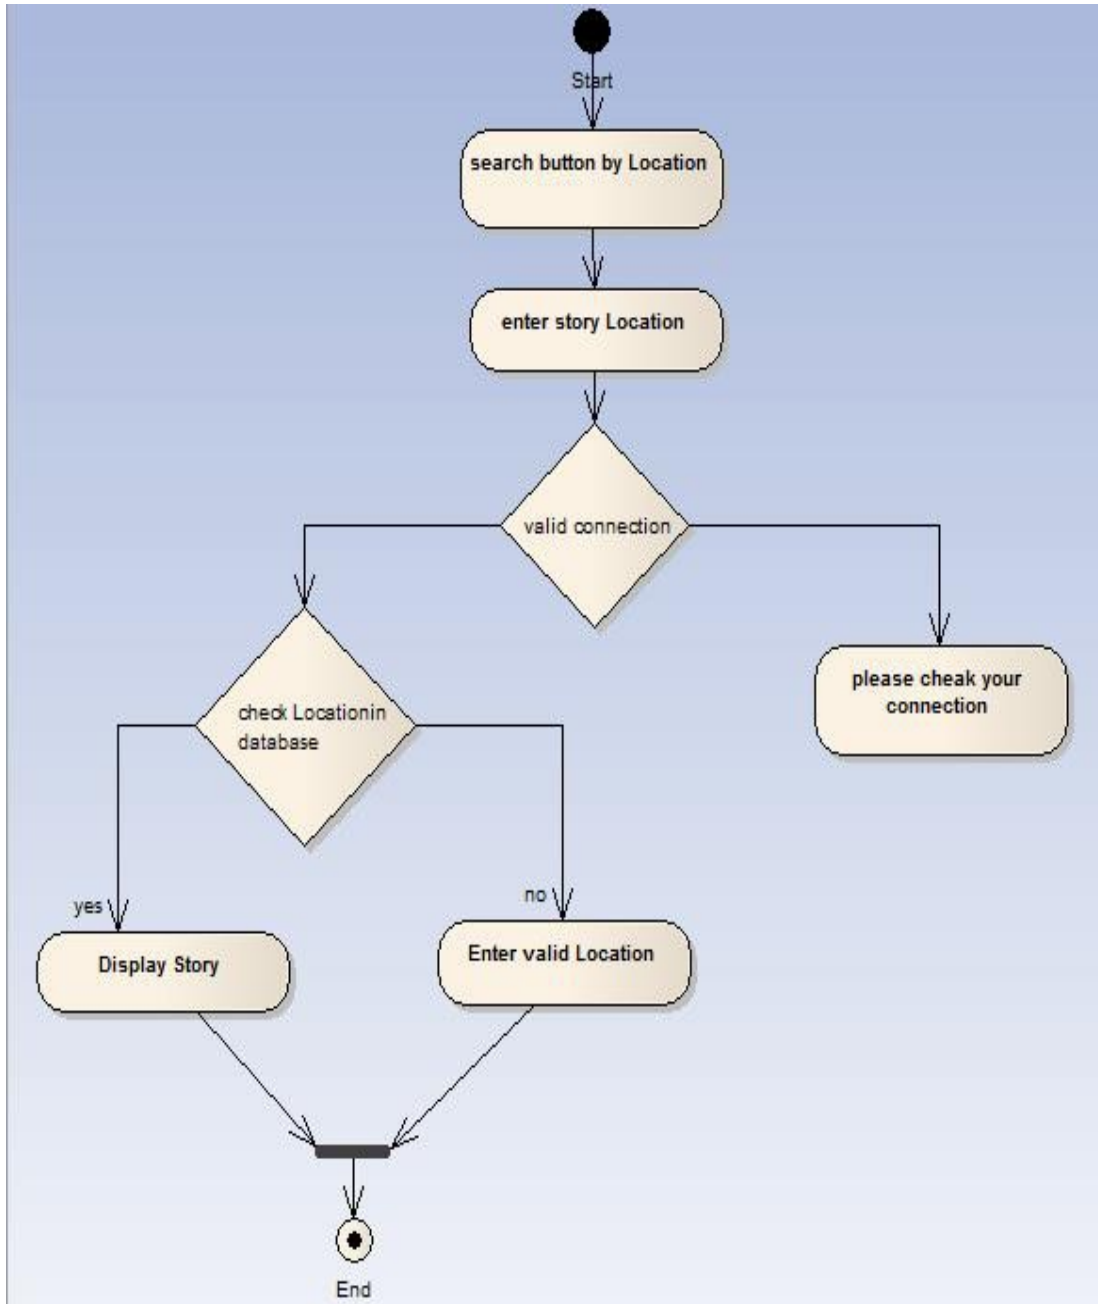 Start
search button by Location
enter story Location
valid connection
please cheak your
connection
check Locationin
database
yes
no
Display Story
Enter valid Location
End